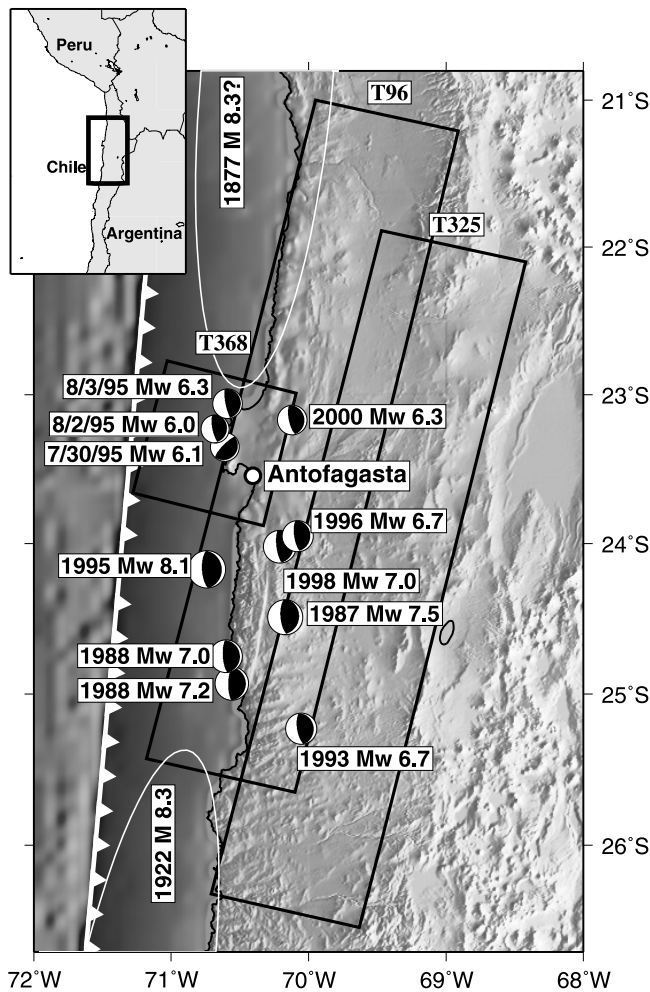 Peru
Chile
Argentina
1877 M 8.3?
T96
T325
T368
21°S
22°S
23°S
24°S
25°S
26°S
8/3/95 Mw 6.3
8/2/95 Mw 6.0
7/30/95 Mw 6.1
2000 Mw 6.3
Antofagasta
1996 Mw 6.7
1995 Mw 8.1
1998 Mw 7.0
1987 Mw 7.5
1988 Mw 7.0
1988 Mw 7.2
1993 Mw 6.7
1922 M 8.3
72°W
71°W
70°W
69°W
68°W